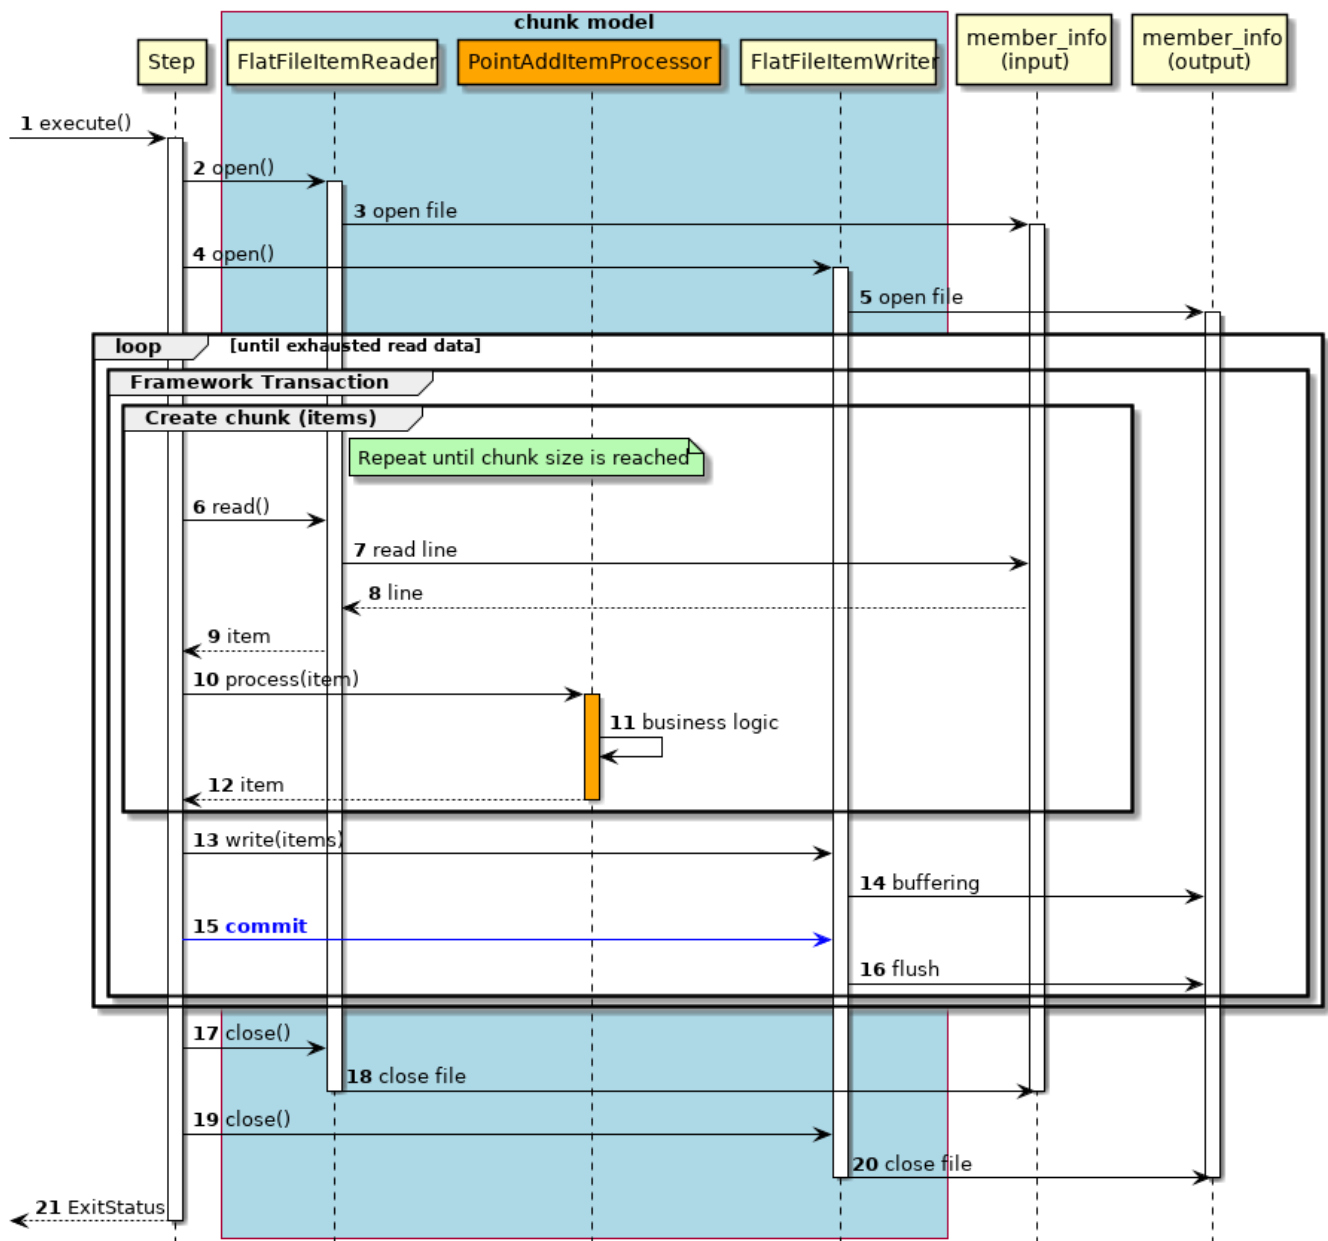 chunk model
Step
FlatFileItemReader
PointAddItemProcessor
FlatFileItemWriter
member_info
(input)
member_info
(output)
1 execute()
2 open()
3 open file
4 open()
5 open file
loop [until exhausted read data]
Framework Transaction
Create chunk (items)
Repeat until chunk size is reached
6 read()
7 read line
8 line
9 item
10 process(item)
11 business logic
12 item
13 write(items)
14 buffering
15 commit
16 flush
17 close()
18 close file
19 close()
20 close file
21 ExitStatus